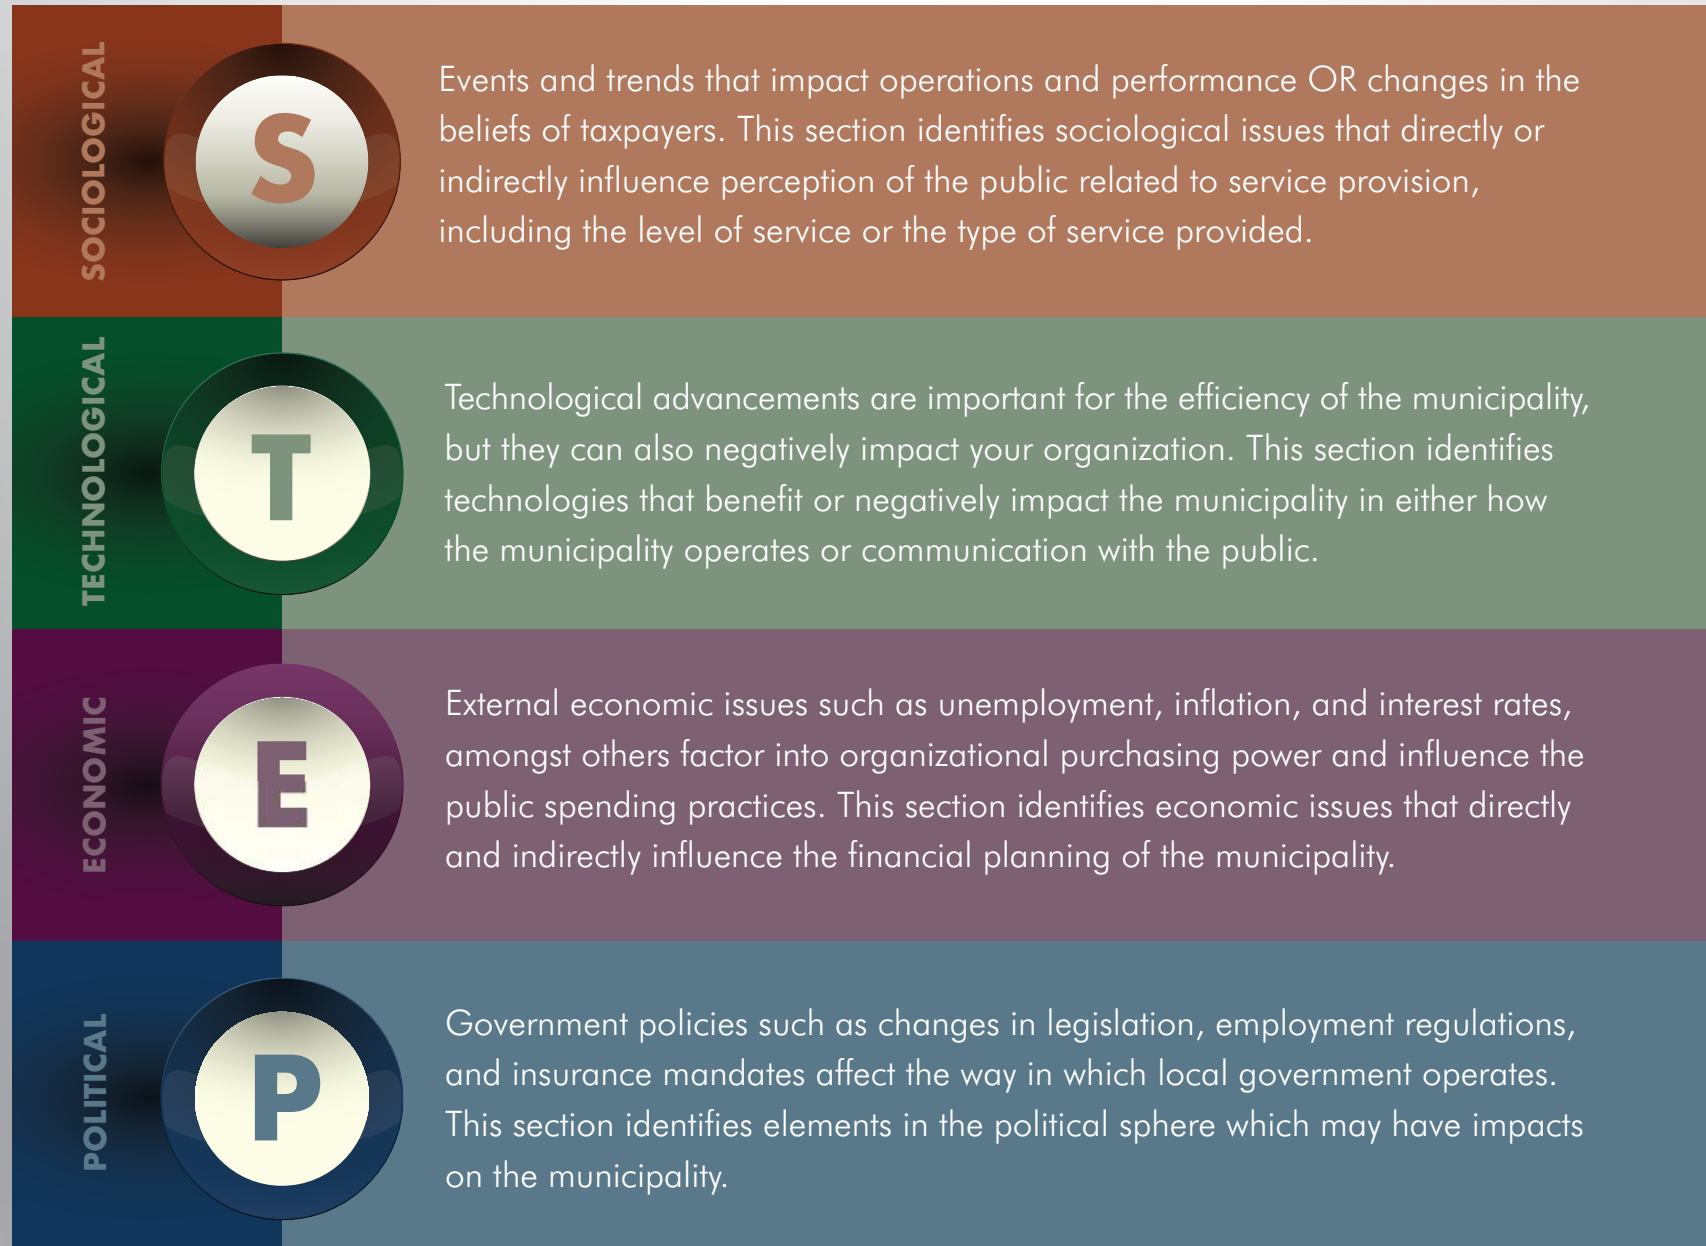 SOCIOLOGICAL
S
Events and trends that impact operations and performance OR changes in the
beliefs of taxpayers. This section identifies sociological issues that directly or
indirectly influence perception of the public related to service provision,
including the level of service or the type of service provided.
TECHNOLOGICAL
T
Technological advancements are important for the efficiency of the municipality,
but they can also negatively impact your organization. This section identifies
technologies that benefit or negatively impact the municipality in either how
the municipality operates or communication with the public.
ECONOMIC
E
External economic issues such as unemployment, inflation, and interest rates,
amongst others factor into organizational purchasing power and influence the
public spending practices. This section identifies economic issues that directly
and indirectly influence the financial planning of the municipality.
POLITICAL
P
Government policies such as changes in legislation, employment regulations,
and insurance mandates affect the way in which local government operates.
This section identifies elements in the political sphere which may have impacts
on the municipality.